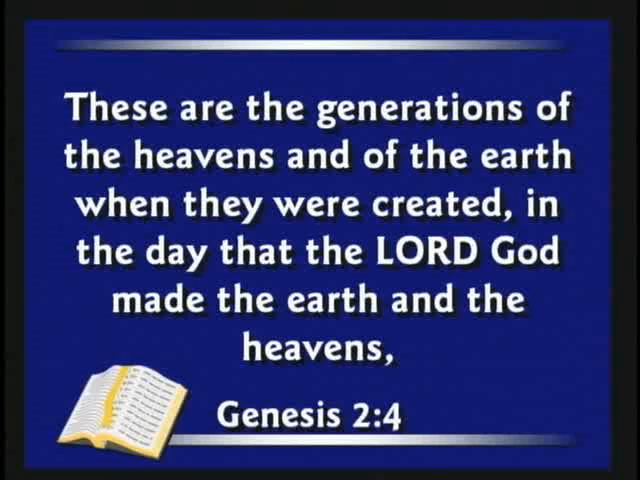 These are the generations of
the heavens and of the earth
when they were created, in
the day that the LORD God
made the earth and the
heavens,
Genesis 2:4